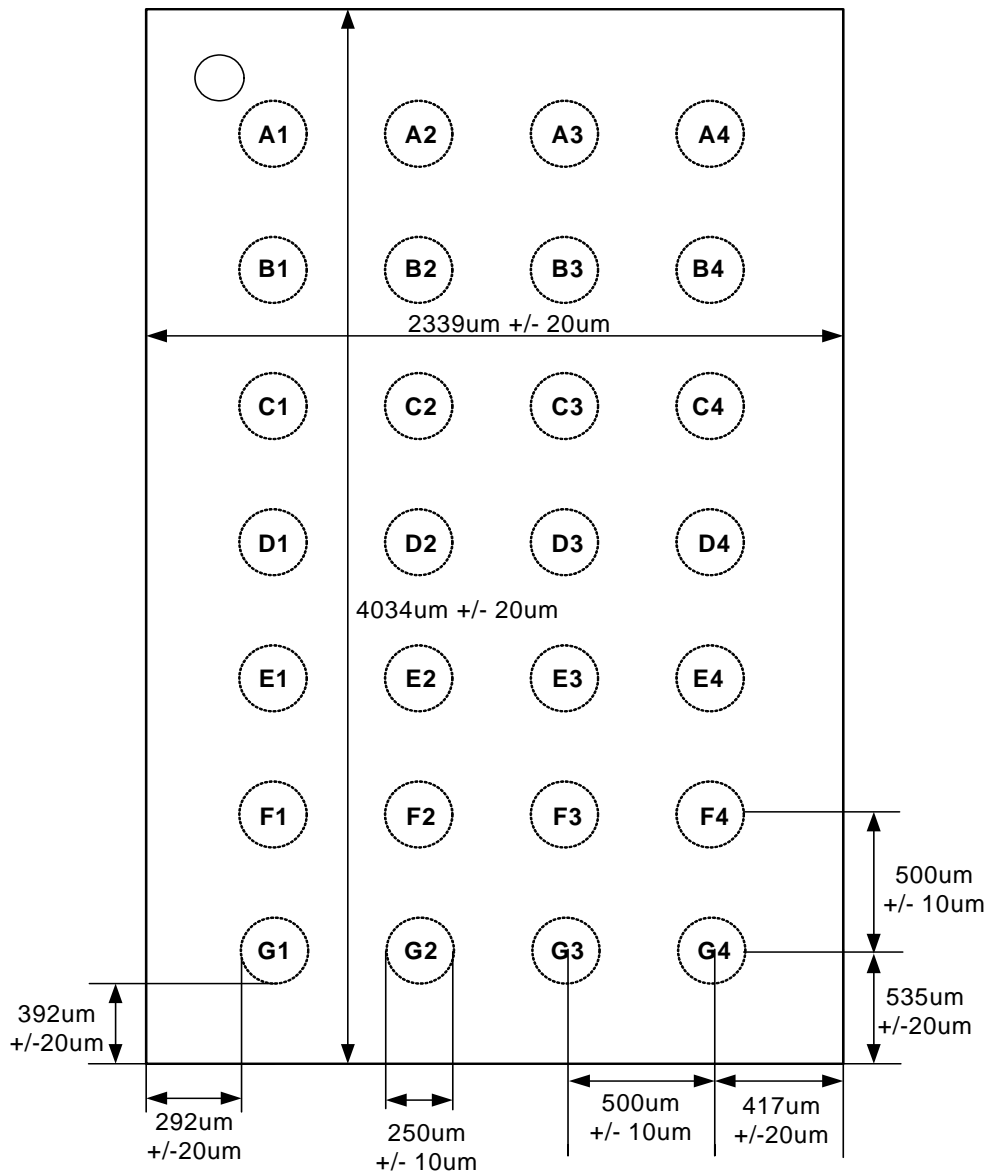 A1 A2 A3 A4
B1 B2 B3 B4
2339um +/- 20um
C1 C2 C3 C4
D1 D2 D3 D4
4034um +/- 20um
E1 E2 E3 E4
F1 F2 F3 F4
500um
+/- 10um
G1 G2 G3 G4
392um
+/-20um
535um
+/-20um
292um
+/-20um
250um
+/- 10um
500um
+/- 10um
417um
+/-20um